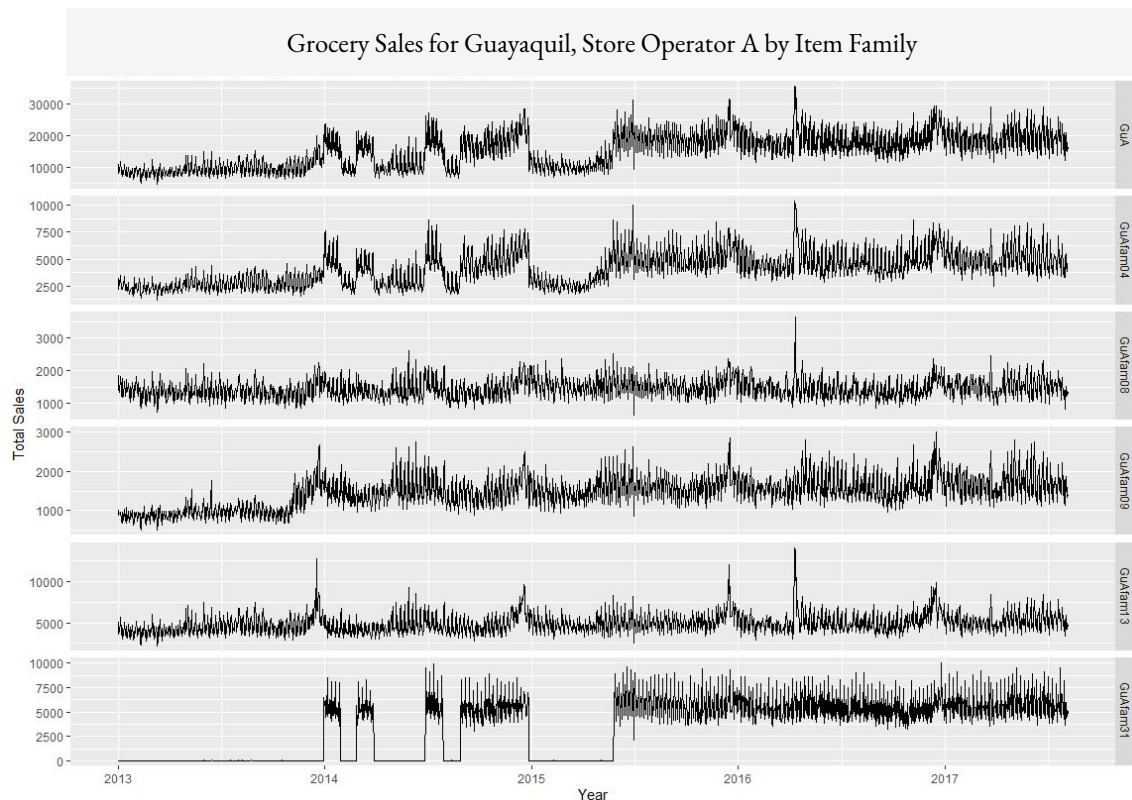 Grocery Sales for Guayaquil, Store Operator A by Item Family
30000
20000
10000
GuA
10000
7500
5000
2500
GuAfam04
3000
2000
1000
GuAfam08
3000
2000
1000
GuAfam09
10000
5000
GuAfam13
10000
7500
5000
2500
0
GuAfam31
Total Sales
2013
2014
2015
2016
2017
Year